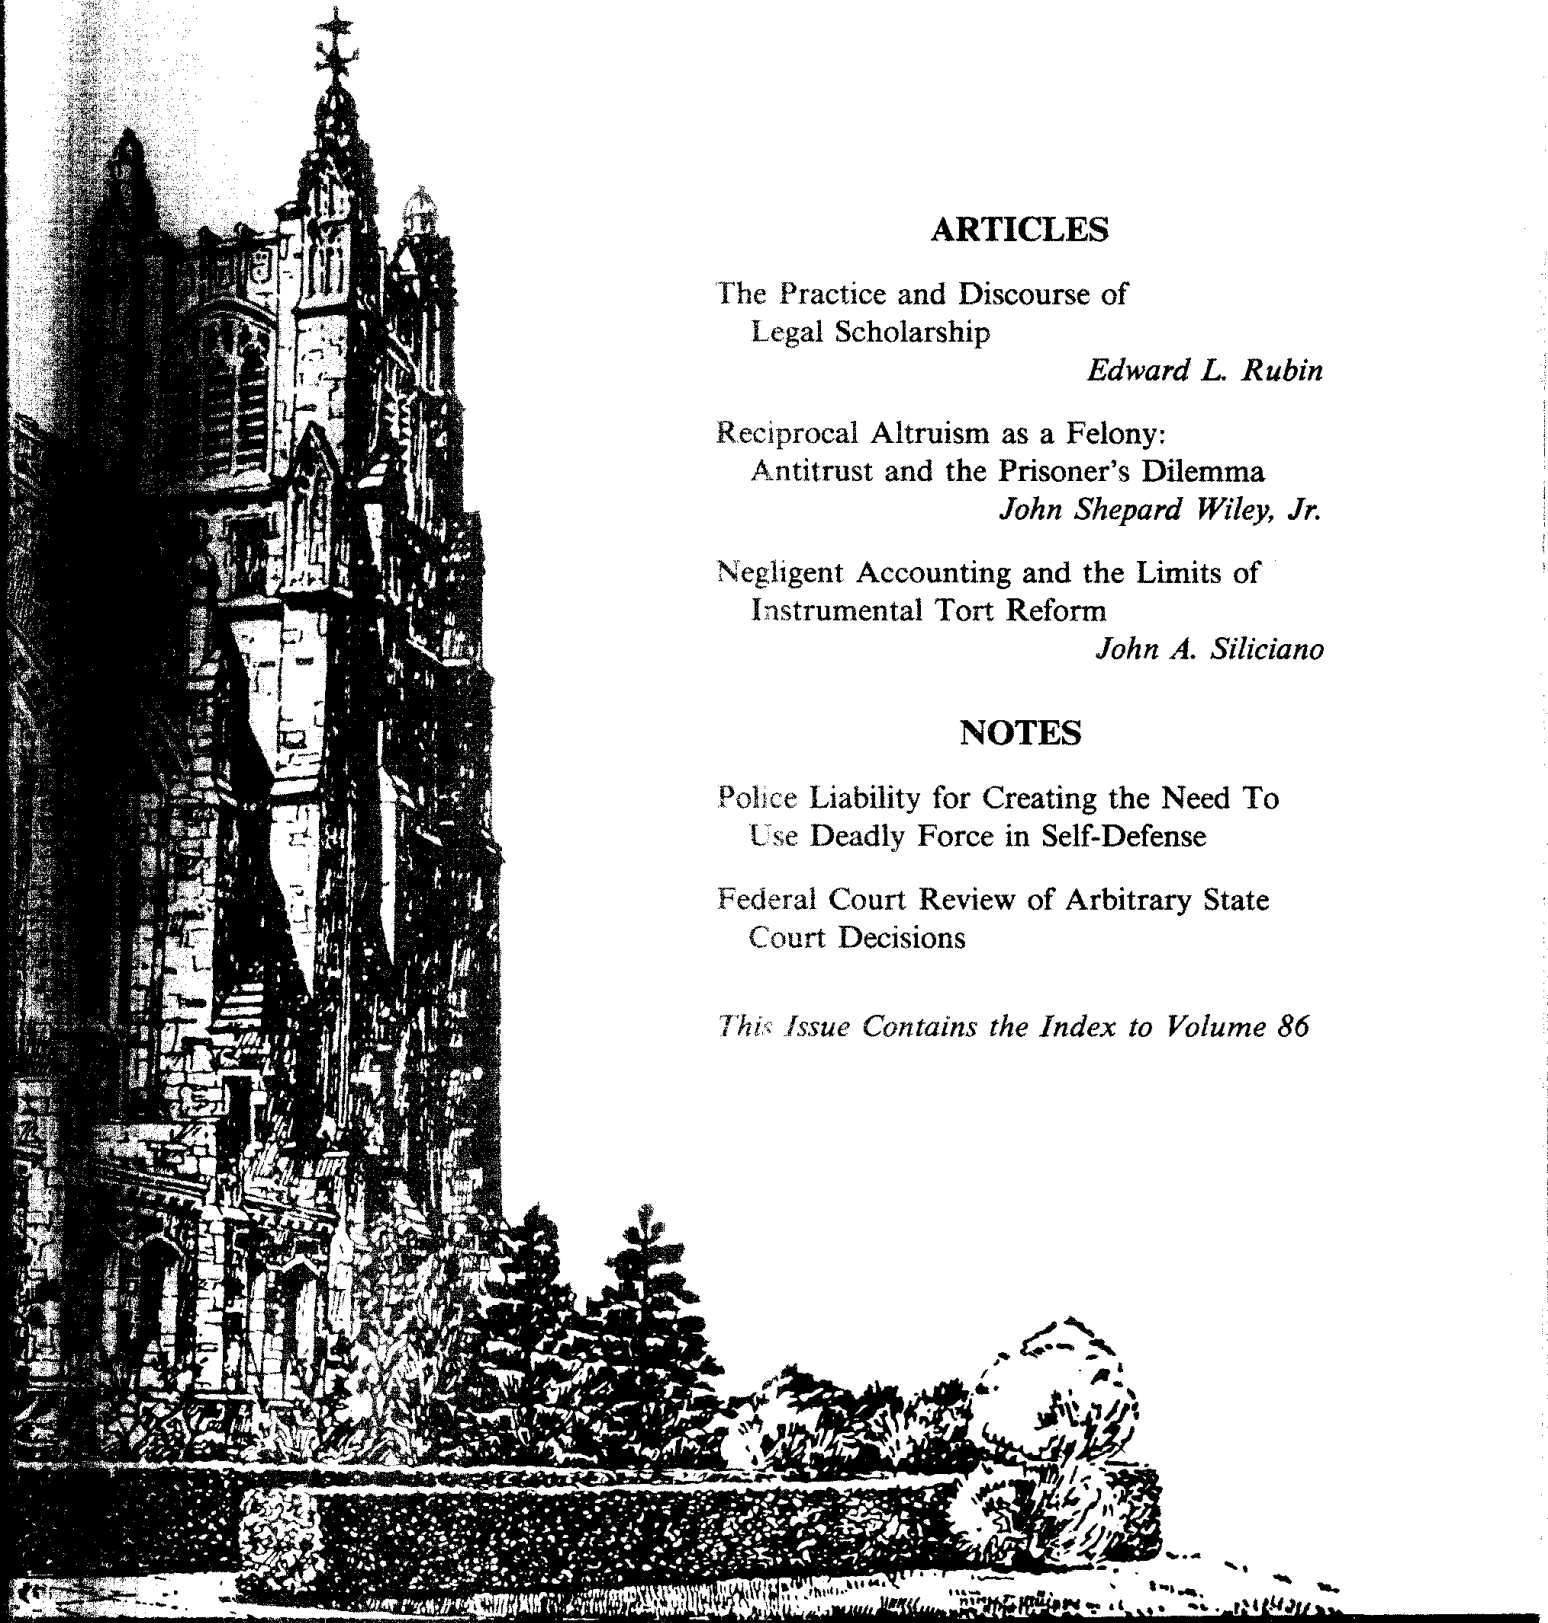 ARTICLES
The Practice and Discourse of
Legal Scholarship
Edward L. Rubin
Reciprocal Altruism as a Felony:
Antitrust and the Prisoner's Dilemma
John Shepard Wiley, Jr.
Negligent Accounting and the Limits of
Instrumental Tort Reform
John A. Siliciano
NOTES
Police Liability for Creating the Need To
Use Deadly Force in Self-Defense
Federal Court Review of Arbitrary State
Court Decisions
This Issue Contains the Index to Volume 86